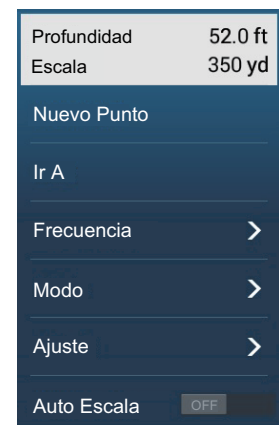 Profundidad 52.0 ft
Escala 350 yd
Nuevo Punto
Ir A
Frecuencia
Modo
Ajuste
Auto Escala OFF